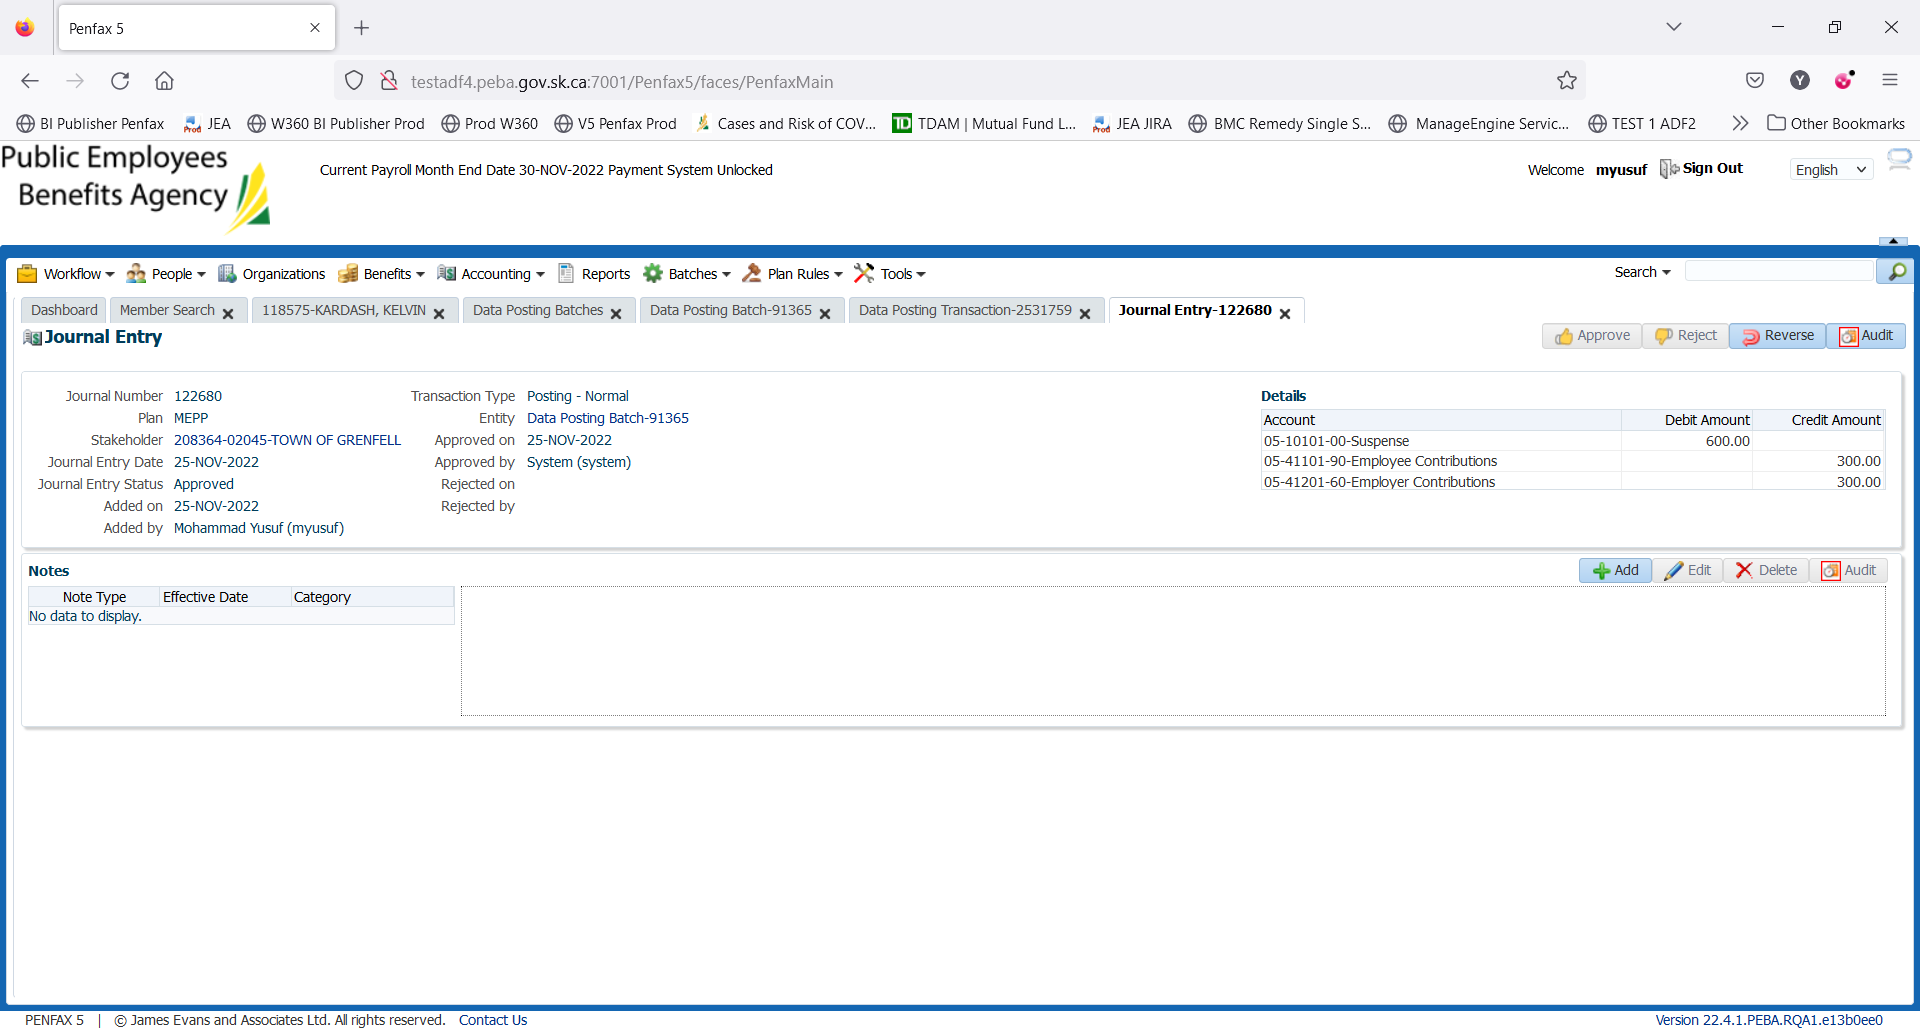 Penfax 5
testadf4.peba.gov.sk.ca:7001/Penfax5/faces/PenfaxMain
Y
BI Publisher Penfax JEA W360 BI Publisher Prod Prod W360 V5 Penfax Prod Cases and Risk of COV... TD TDAM | Mutual Fund L... JEA JIRA BMC Remedy Single S... ManageEngine Servic... TEST 1 ADF2 Other Bookmarks
Public Employees
Benefits Agency
Current Payroll Month End Date 30-NOV-2022 Payment System Unlocked
Welcome myusuf Sign Out English
Workflow People Organizations Benefits Accounting Reports Batches Plan Rules Tools Search
Dashboard Member Search 118575-KARDASH, KELVIN Data Posting Batches Data Posting Batch-91365 Data Posting Transaction-2531759 Journal Entry-122680
Journal Entry
Approve Reject Reverse Audit
Journal Number 122680
Plan MEPP
Stakeholder 208364-02045-TOWN OF GRENFELL
Journal Entry Date 25-NOV-2022
Journal Entry Status Approved
Added on 25-NOV-2022
Added by Mohammad Yusuf (myusuf)
Transaction Type Posting - Normal
Entity Data Posting Batch-91365
Approved on 25-NOV-2022
Approved by System (system)
Rejected on
Rejected by
Details
Account Debit Amount Credit Amount
05-10101-00-Suspense 600.00
05-41101-90-Employee Contributions 300.00
05-41201-60-Employer Contributions 300.00
Notes
Add Edit Delete Audit
Note Type Effective Date Category
No data to display.
PENFAX 5 | © James Evans and Associates Ltd. All rights reserved. Contact Us
Version 22.4.1.PEBA.RQA1.e13b0ee0